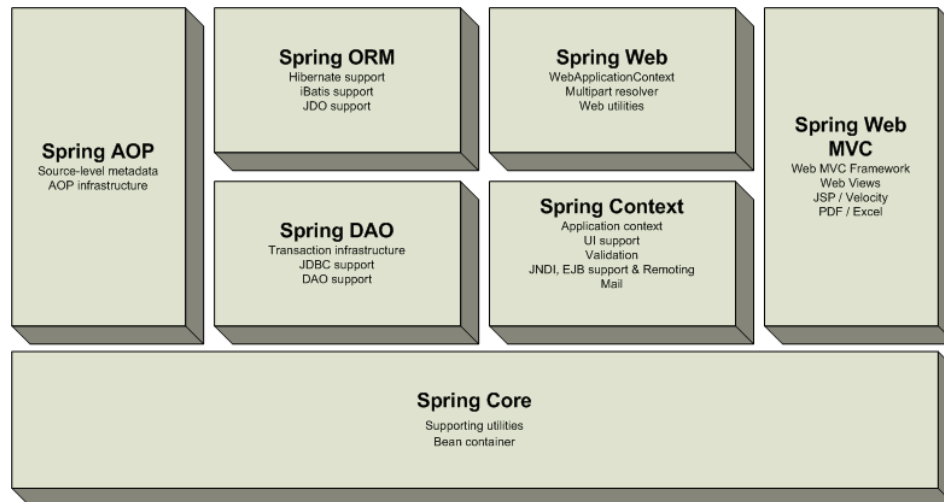 Spring AOP
Source-level metadata
AOP infrastructure
Spring ORM
Hibernate support
iBatis support
JDO support
Spring Web
WebApplicationContext
Multipart resolver
Web utilities
Spring Web
MVC
Web MVC Framework
Web Views
JSP / Velocity
PDF / Excel
Spring DAO
Transaction infrastructure
JDBC support
DAO support
Spring Context
Application context
UI support
Validation
JNDI, EJB support & Remoting
Mail
Spring Core
Supporting utilities
Bean container